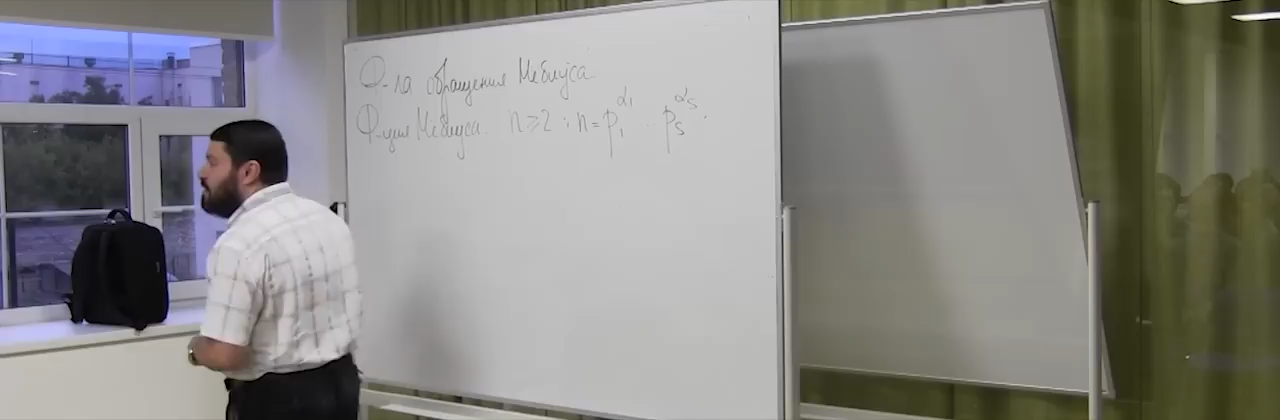 Ф-ла обращения Мёбиуса.
Ф-ция Мёбиуса. n ≥ 2 : n = p₁^α₁ ... pₛ^αₛ.